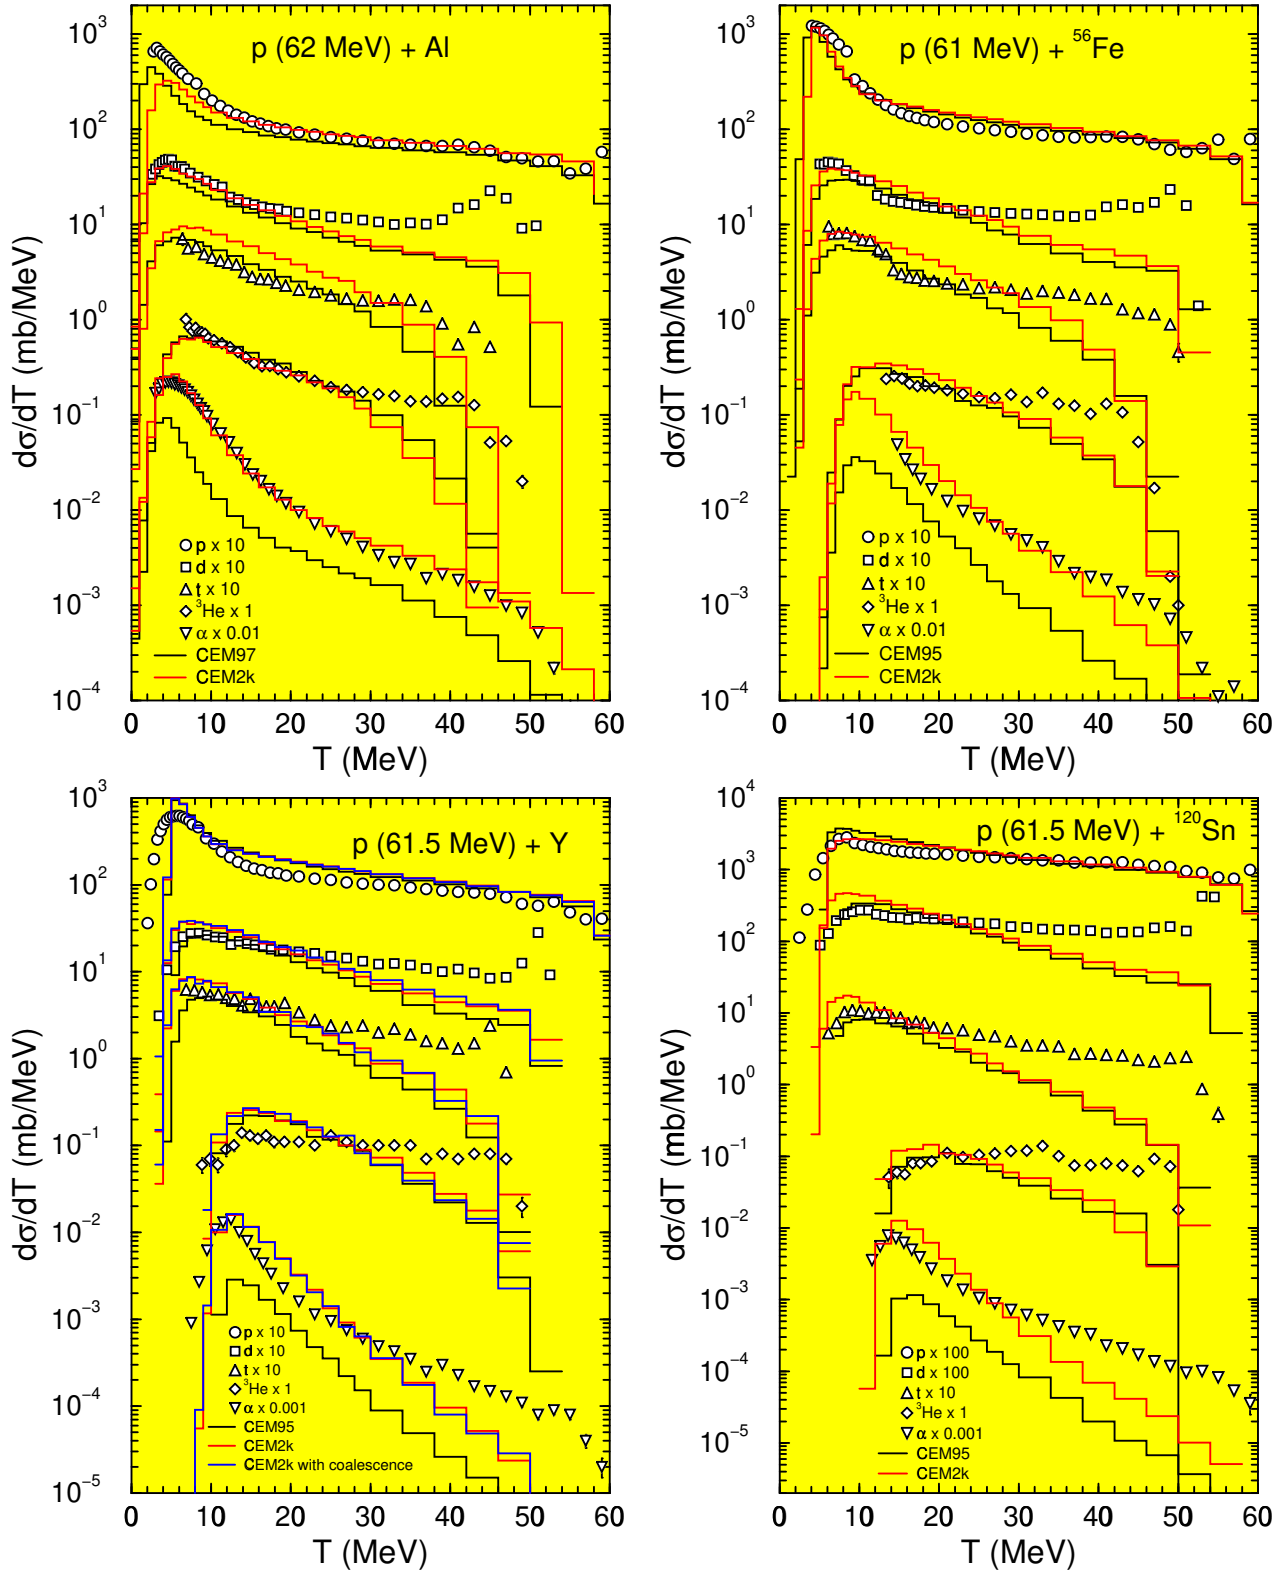 p (62 MeV) + Al
dσ/dT (mb/MeV)
10^3
10^2
10^1
10^0
10^-1
10^-2
10^-3
10^-4
p x 10
d x 10
t x 10
^3He x 1
α x 0.01
CEM97
CEM2k
0 10 20 30 40 50 60
T (MeV)
p (61 MeV) + ^56Fe
dσ/dT (mb/MeV)
10^3
10^2
10^1
10^0
10^-1
10^-2
10^-3
10^-4
p x 10
d x 10
t x 10
^3He x 1
α x 0.01
CEM95
CEM2k
0 10 20 30 40 50 60
T (MeV)
p (61.5 MeV) + Y
dσ/dT (mb/MeV)
10^3
10^2
10^1
10^0
10^-1
10^-2
10^-3
10^-4
10^-5
p x 10
d x 10
t x 10
^3He x 1
α x 0.001
CEM95
CEM2k
CEM2k with coalescence
0 10 20 30 40 50 60
T (MeV)
p (61.5 MeV) + ^120Sn
dσ/dT (mb/MeV)
10^4
10^3
10^2
10^1
10^0
10^-1
10^-2
10^-3
10^-4
10^-5
p x 100
d x 100
t x 10
^3He x 1
α x 0.001
CEM95
CEM2k
0 10 20 30 40 50 60
T (MeV)